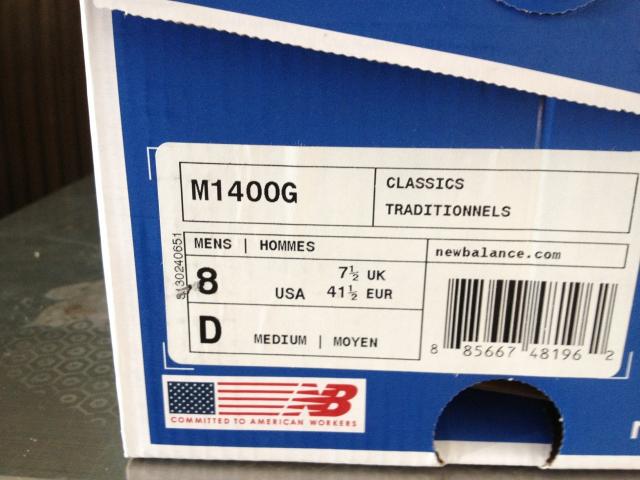 M1400G
CLASSICS
TRADITIONNELS
MENS | HOMMES
newbalance.com
8
USA
7½ UK
41½ EUR
D
MEDIUM | MOYEN
8 85667 48196 2
S130240651
NB
COMMITTED TO AMERICAN WORKERS